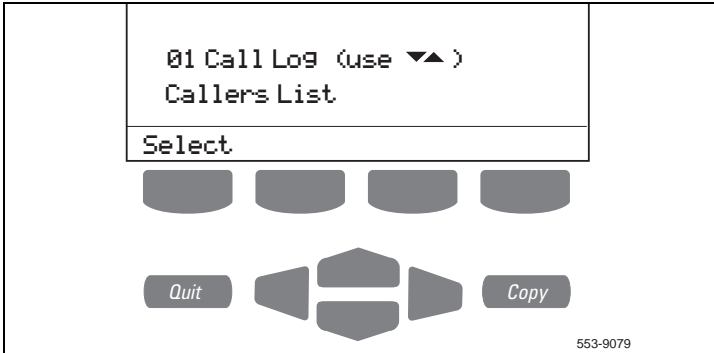 01 Call Log (use ▼▲)
Callers List
Select
Quit
Copy
553-9079